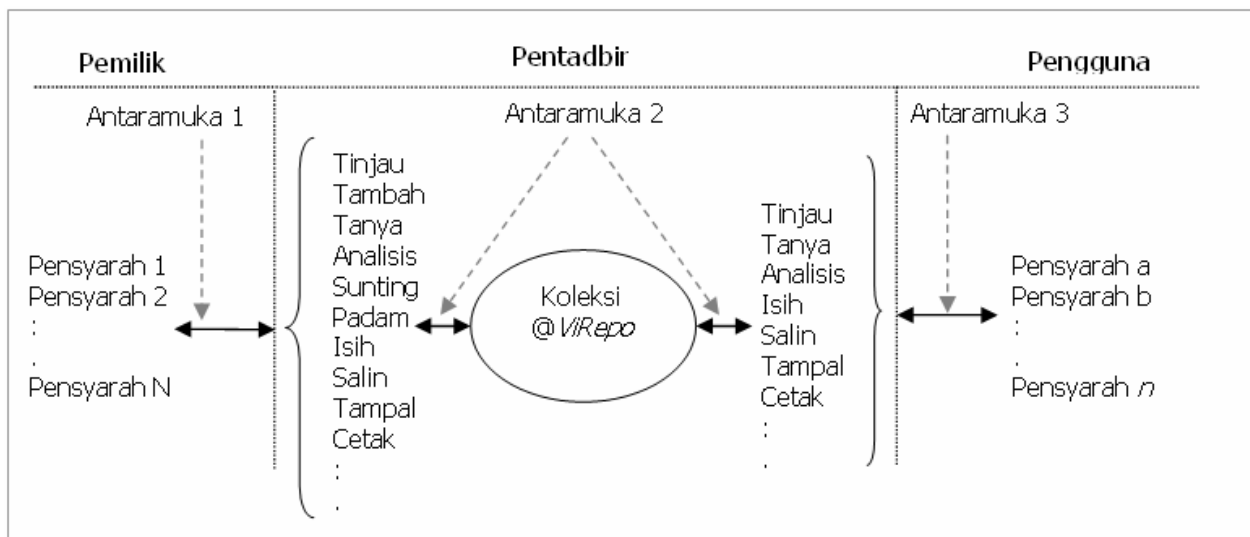 Pemilik
Pentadbir
Pengguna
Antaramuka 1
Antaramuka 2
Antaramuka 3
Pensyarah 1
Pensyarah 2
:
.
Pensyarah N
Tinjau
Tambah
Tanya
Analisis
Sunting
Padam
Isih
Salin
Tampal
Cetak
:
.
Koleksi
@ViRepo
Tinjau
Tanya
Analisis
Isih
Salin
Tampal
Cetak
:
.
Pensyarah a
Pensyarah b
:
.
Pensyarah n